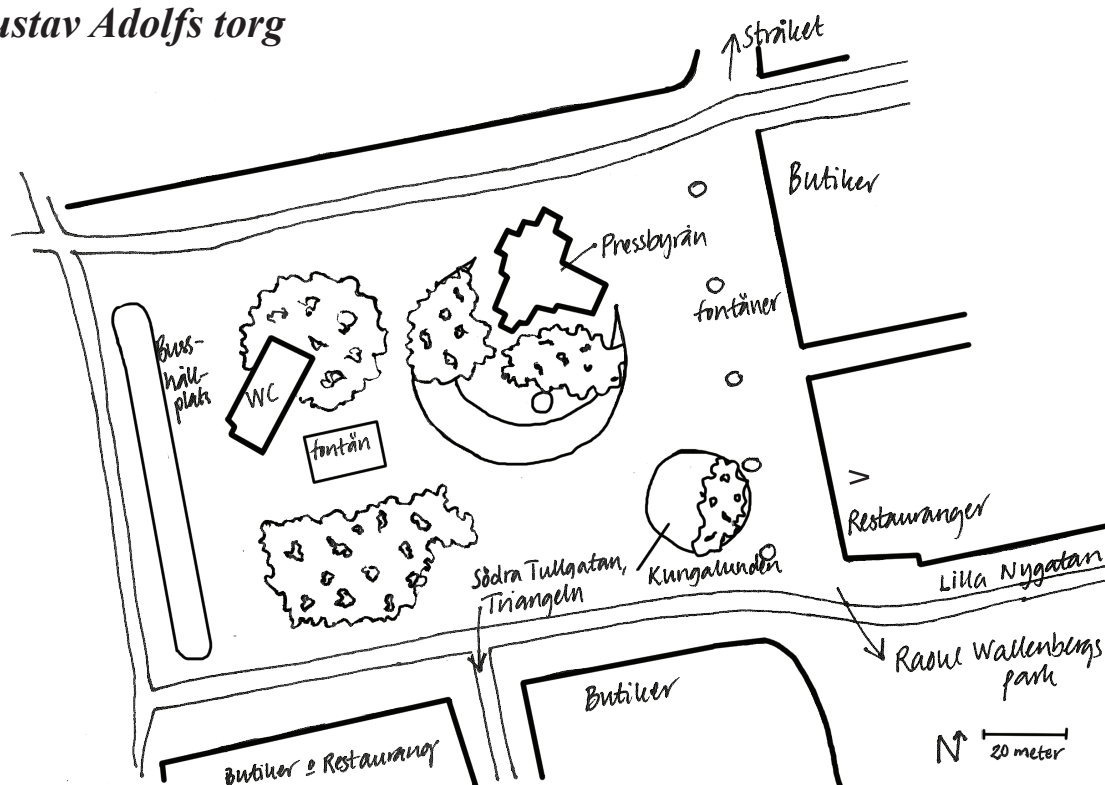 ustav Adolfs torg
Stråket
Butiker
Pressbyrån
fontäner
Buss-
håll-
plats
WC
fontän
>
Restauranger
Södra Tullgatan,
Triangeln
Kungalunden
Lilla Nygatan
Raoul Wallenbergs
park
Butiker
Butiker o Restaurang
N
20 meter